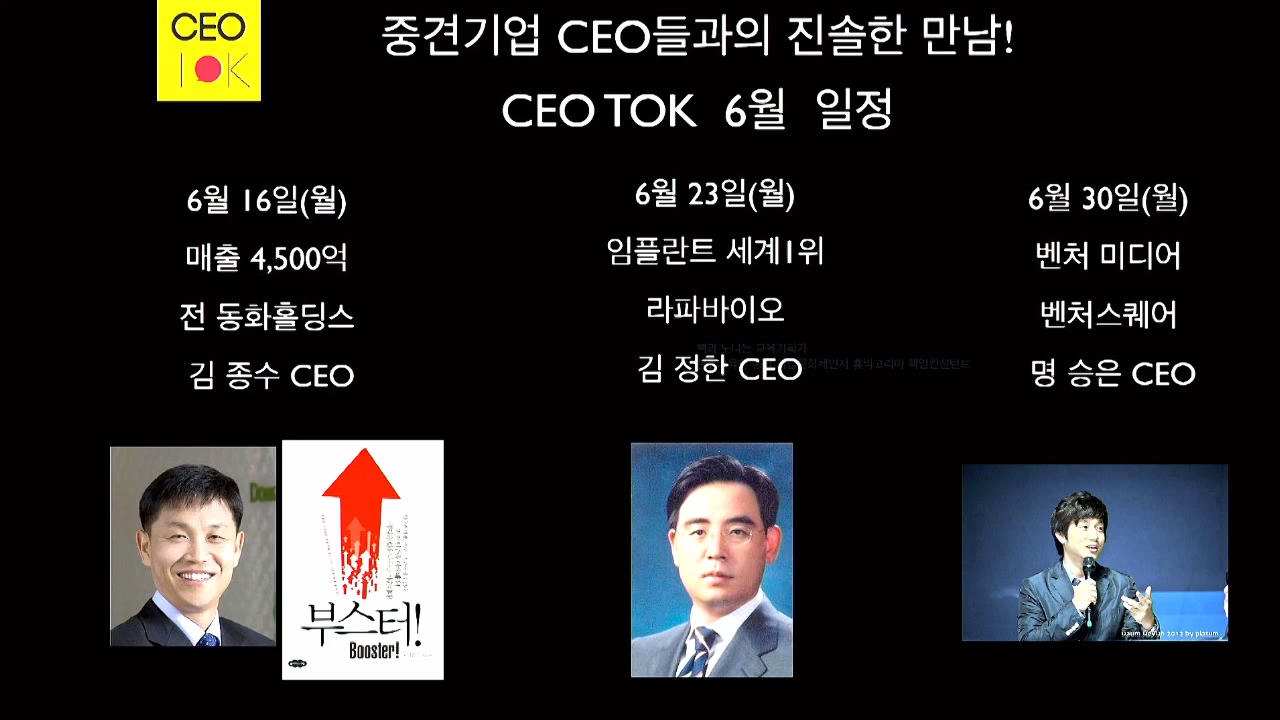 CEO
TOK
중견기업 CEO들과의 진솔한 만남!
CEO TOK 6월 일정
6월 16일(월)
매출 4,500억
전 동화홀딩스
김 종수 CEO
6월 23일(월)
임플란트 세계1위
라파바이오
김 정한 CEO
6월 30일(월)
벤처 미디어
벤처스퀘어
명 승은 CEO
부스터!
Booster!
2013 by platum